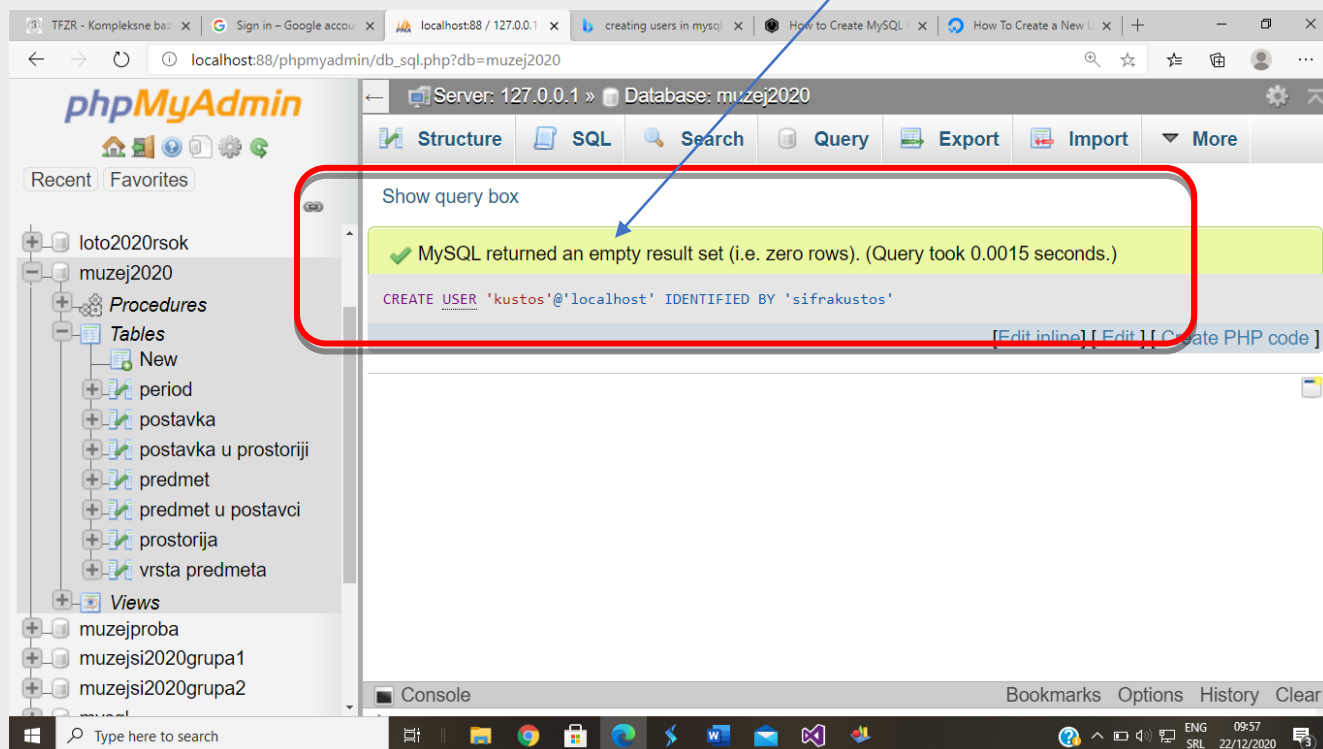 TFZR - Kompleksne baz
Sign in – Google accou
localhost:88 / 127.0.0.1
creating users in mysql
How to Create MySQL
How To Create a New U
localhost:88/phpmyadmin/db_sql.php?db=muzej2020
phpMyAdmin
Server: 127.0.0.1 » Database: muzej2020
Structure SQL Search Query Export Import More
Recent Favorites
Show query box
loto2020rsok
MySQL returned an empty result set (i.e. zero rows). (Query took 0.0015 seconds.)
muzej2020
CREATE USER 'kustos'@'localhost' IDENTIFIED BY 'sifrakustos'
Procedures
Tables
[Edit inline] [ Edit ] [ Create PHP code ]
New
period
postavka
postavka u prostoriji
predmet
predmet u postavci
prostorija
vrsta predmeta
Views
muzejproba
muzejsi2020grupa1
muzejsi2020grupa2
mysql
Console Bookmarks Options History Clear
Type here to search
ENG 09:57
SRL 22/12/2020
3